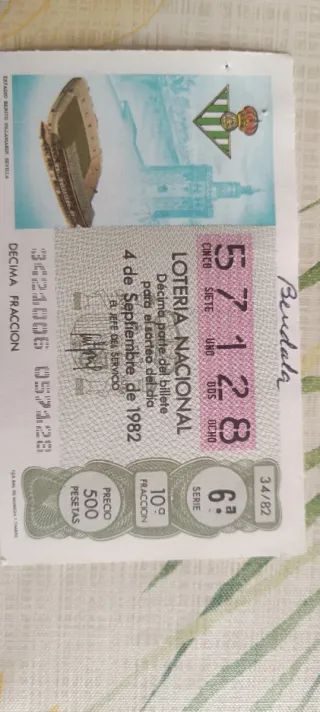 Bendala
34/82
57128
CINCO SIETE UNO DOS OCHO
6ª
SERIE
LOTERIA NACIONAL
Décima parte del billete
para el sorteo del día
4 de Septiembre de 1982
EL JEFE DEL SERVICIO
10ª
FRACCION
PRECIO
500
PESETAS
ESTADIO BENITO VILLAMARIN. SEVILLA
DECIMA FRACCION